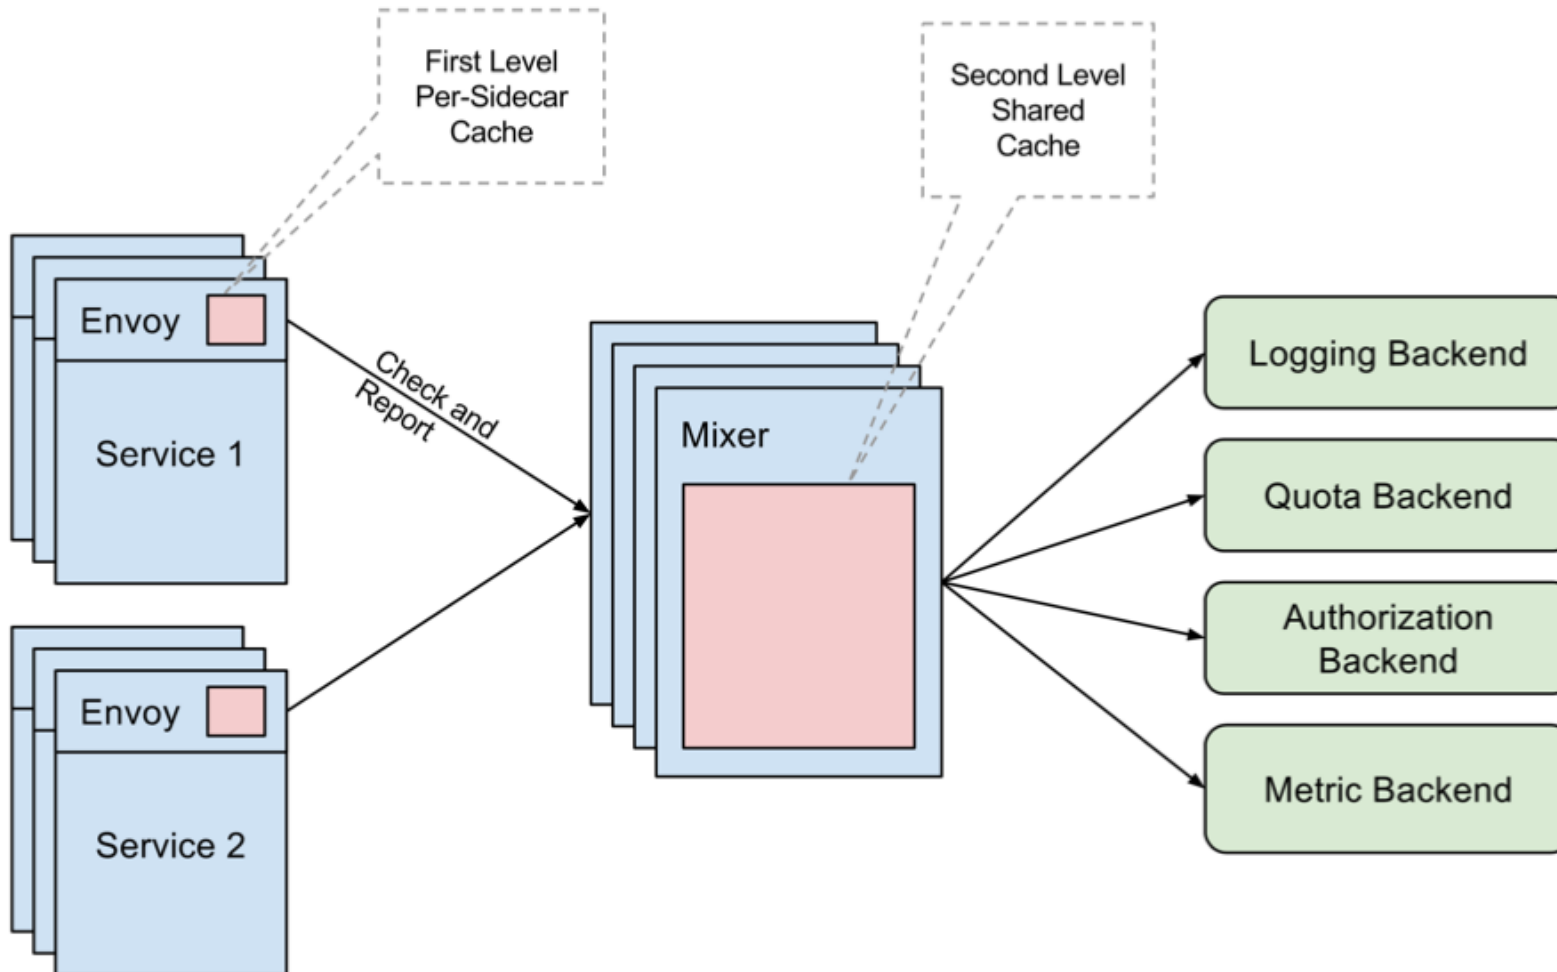 First Level
Per-Sidecar
Cache
Second Level
Shared
Cache
Envoy
Service 1
Check and
Report
Mixer
Logging Backend
Quota Backend
Authorization
Backend
Metric Backend
Envoy
Service 2